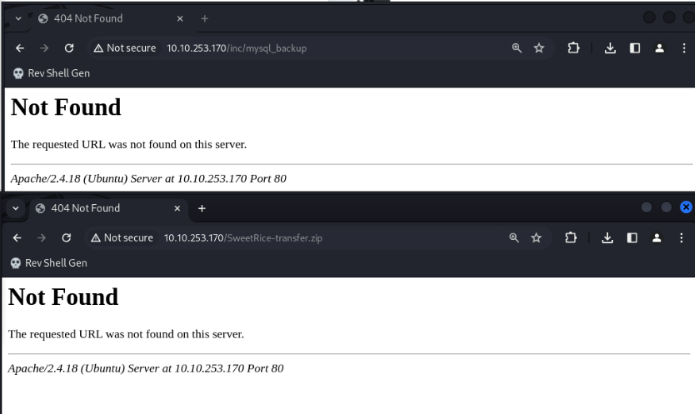 404 Not Found
Not secure 10.10.253.170/inc/mysql_backup
Rev Shell Gen
Not Found
The requested URL was not found on this server.
Apache/2.4.18 (Ubuntu) Server at 10.10.253.170 Port 80
404 Not Found
Not secure 10.10.253.170/SweetRice-transfer.zip
Rev Shell Gen
Not Found
The requested URL was not found on this server.
Apache/2.4.18 (Ubuntu) Server at 10.10.253.170 Port 80